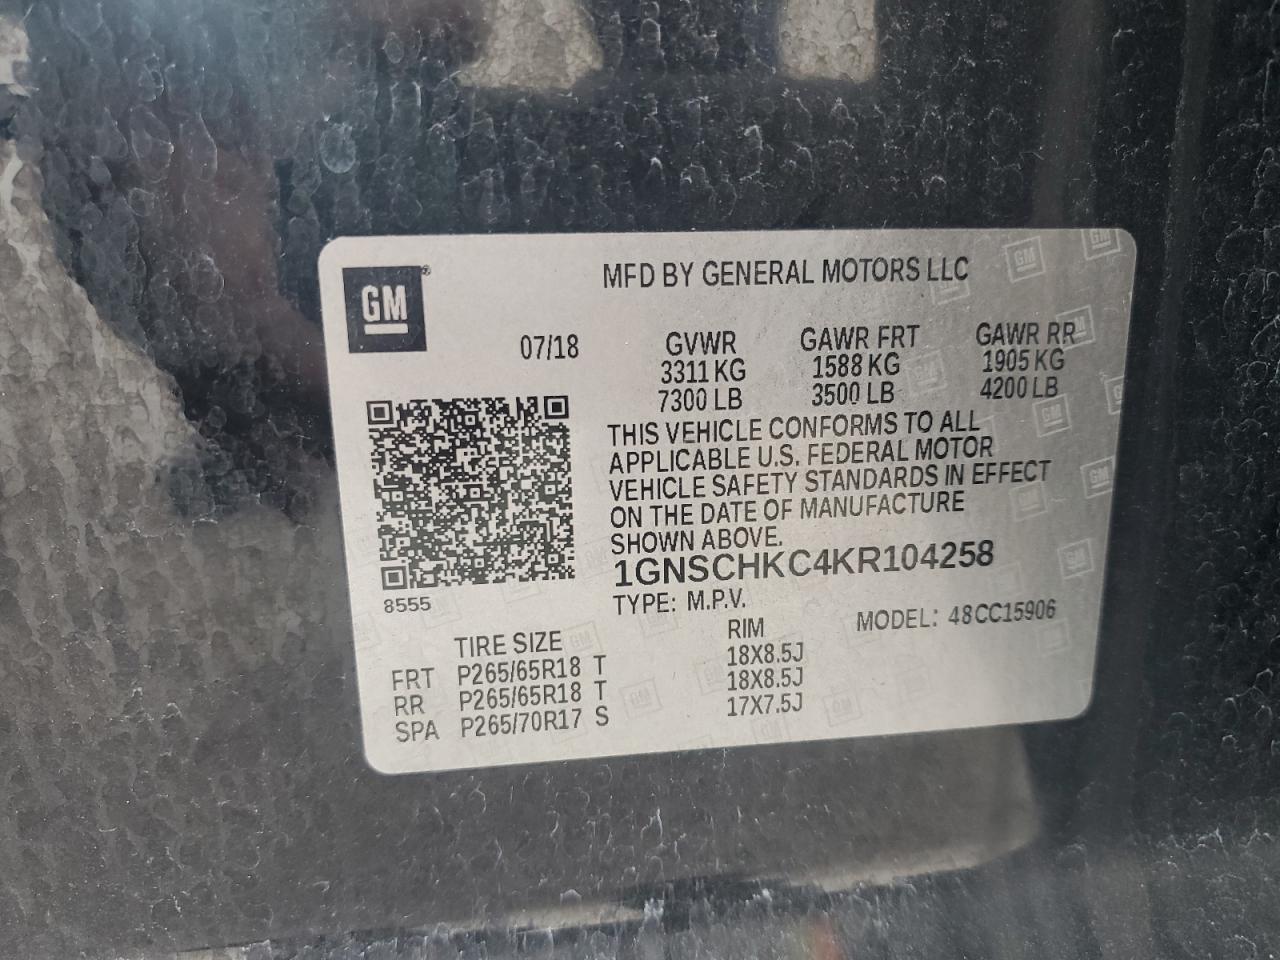 GM®
MFD BY GENERAL MOTORS LLC
07/18
GVWR GAWR FRT GAWR RR
3311 KG 1588 KG 1905 KG
7300 LB 3500 LB 4200 LB
THIS VEHICLE CONFORMS TO ALL
APPLICABLE U.S. FEDERAL MOTOR
VEHICLE SAFETY STANDARDS IN EFFECT
ON THE DATE OF MANUFACTURE
SHOWN ABOVE.
1GNSCHKC4KR104258
8555
TYPE: M.P.V.
MODEL: 48CC15906
TIRE SIZE RIM
FRT P265/65R18 T 18X8.5J
RR P265/65R18 T 18X8.5J
SPA P265/70R17 S 17X7.5J